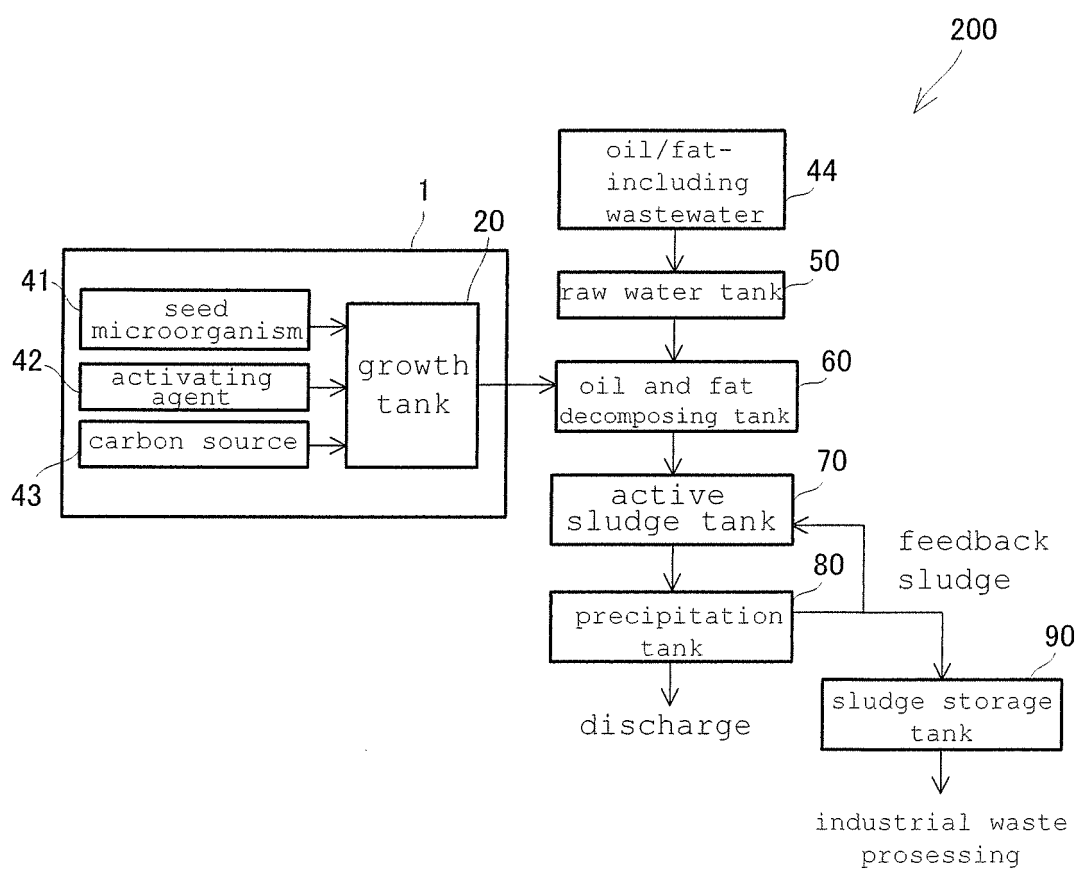 200
oil/fat-
including
wastewater
44
1
20
50
raw water tank
41
seed
microorganism
42
activating
agent
growth
tank
60
oil and fat
decomposing tank
carbon source
43
70
active
sludge tank
feedback
sludge
80
precipitation
tank
90
sludge storage
tank
discharge
industrial waste
prosessing